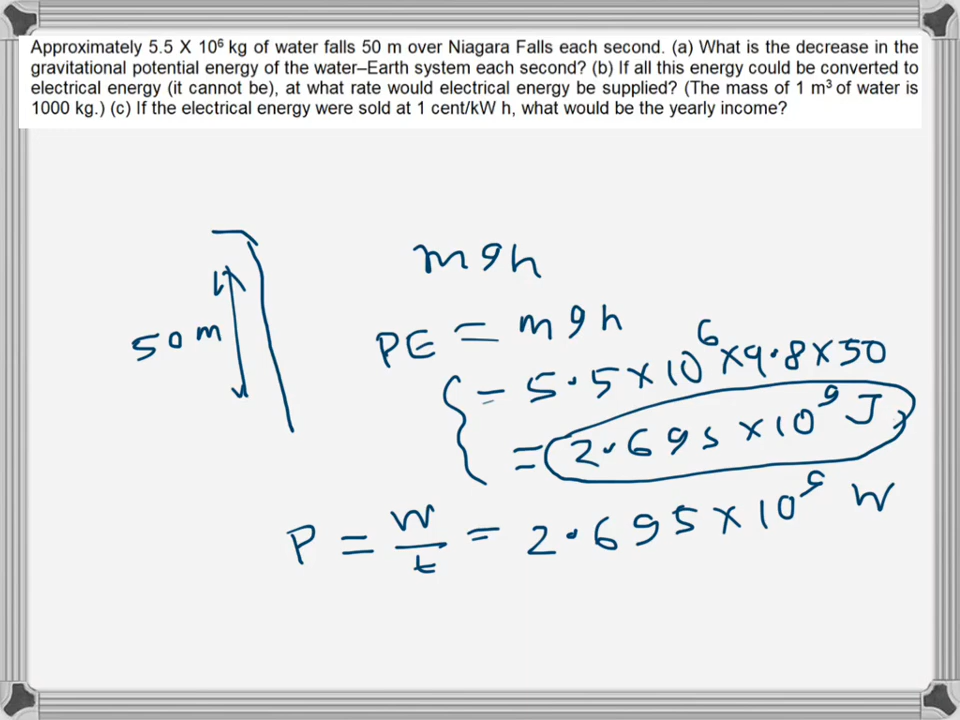 Approximately 5.5 X 10⁶ kg of water falls 50 m over Niagara Falls each second. (a) What is the decrease in the
gravitational potential energy of the water–Earth system each second? (b) If all this energy could be converted to
electrical energy (it cannot be), at what rate would electrical energy be supplied? (The mass of 1 m³ of water is
1000 kg.) (c) If the electrical energy were sold at 1 cent/kW h, what would be the yearly income?
mgh
50 m
PE = mgh
= 5.5 × 10⁶ × 9.8 × 50
= 2.695 × 10⁹ J
P = W/t = 2.695 × 10⁹ W